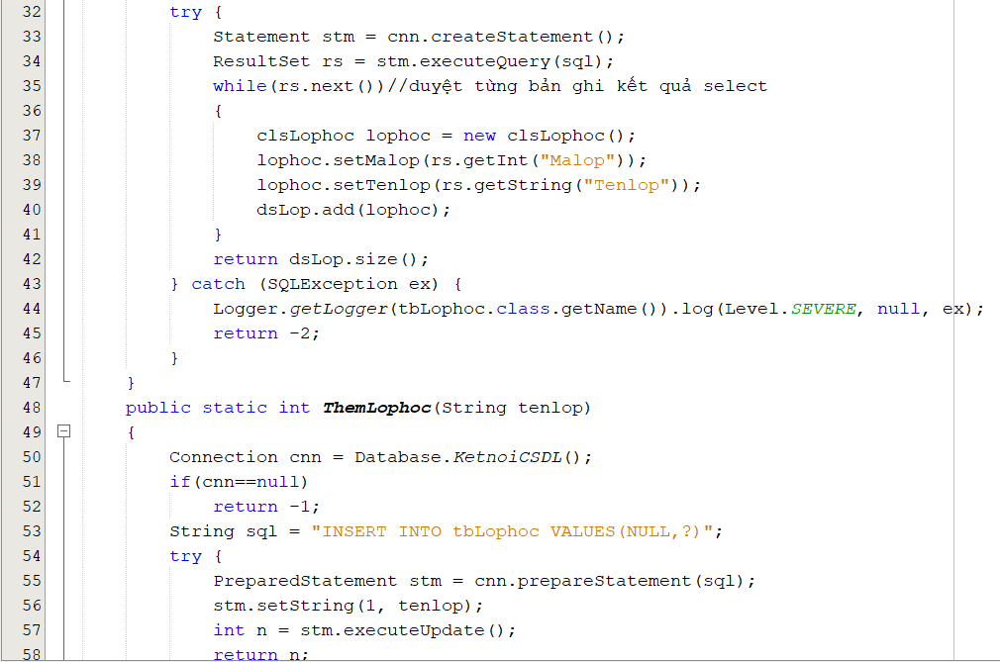 32 try {
33 Statement stm = cnn.createStatement();
34 ResultSet rs = stm.executeQuery(sql);
35 while(rs.next())//duyệt từng bản ghi kết quả select
36 {
37 clsLophoc lophoc = new clsLophoc();
38 lophoc.setMalop(rs.getInt("Malop"));
39 lophoc.setTenlop(rs.getString("Tenlop"));
40 dsLop.add(lophoc);
41 }
42 return dsLop.size();
43 } catch (SQLException ex) {
44 Logger.getLogger(tbLophoc.class.getName()).log(Level.SEVERE, null, ex);
45 return -2;
46 }
47 }
48 public static int ThemLophoc(String tenlop)
49 {
50 Connection cnn = Database.KetnoiCSDL();
51 if(cnn==null)
52 return -1;
53 String sql = "INSERT INTO tbLophoc VALUES(NULL,?)";
54 try {
55 PreparedStatement stm = cnn.prepareStatement(sql);
56 stm.setString(1, tenlop);
57 int n = stm.executeUpdate();
58 return n;